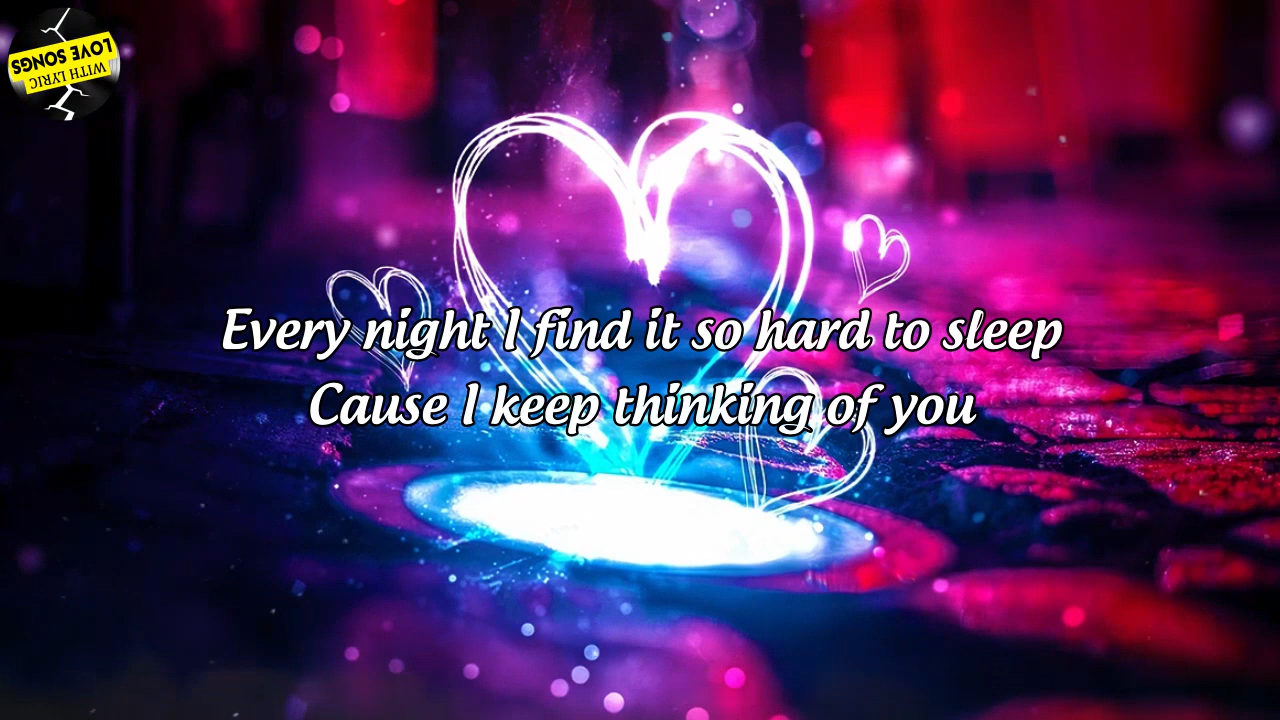 LOVE SONGS
WITH LYRIC
Every night I find it so hard to sleep
Cause I keep thinking of you